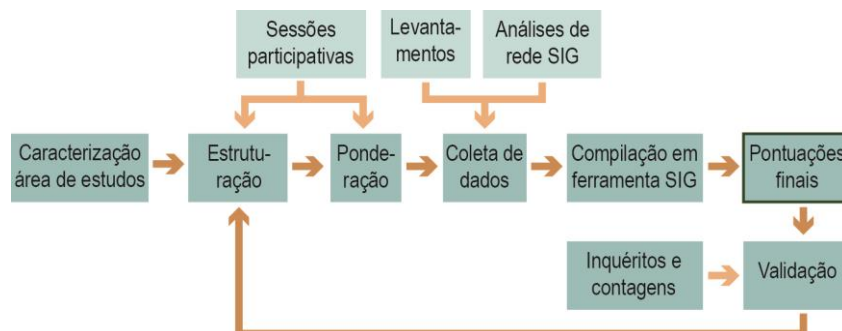 Sessões
participativas
Levanta-
mentos
Análises de
rede SIG
Caracterização
área de estudos
Estrutu-
ração
Ponde-
ração
Coleta de
dados
Compilação em
ferramenta SIG
Pontuações
finais
Inquéritos e
contagens
Validação